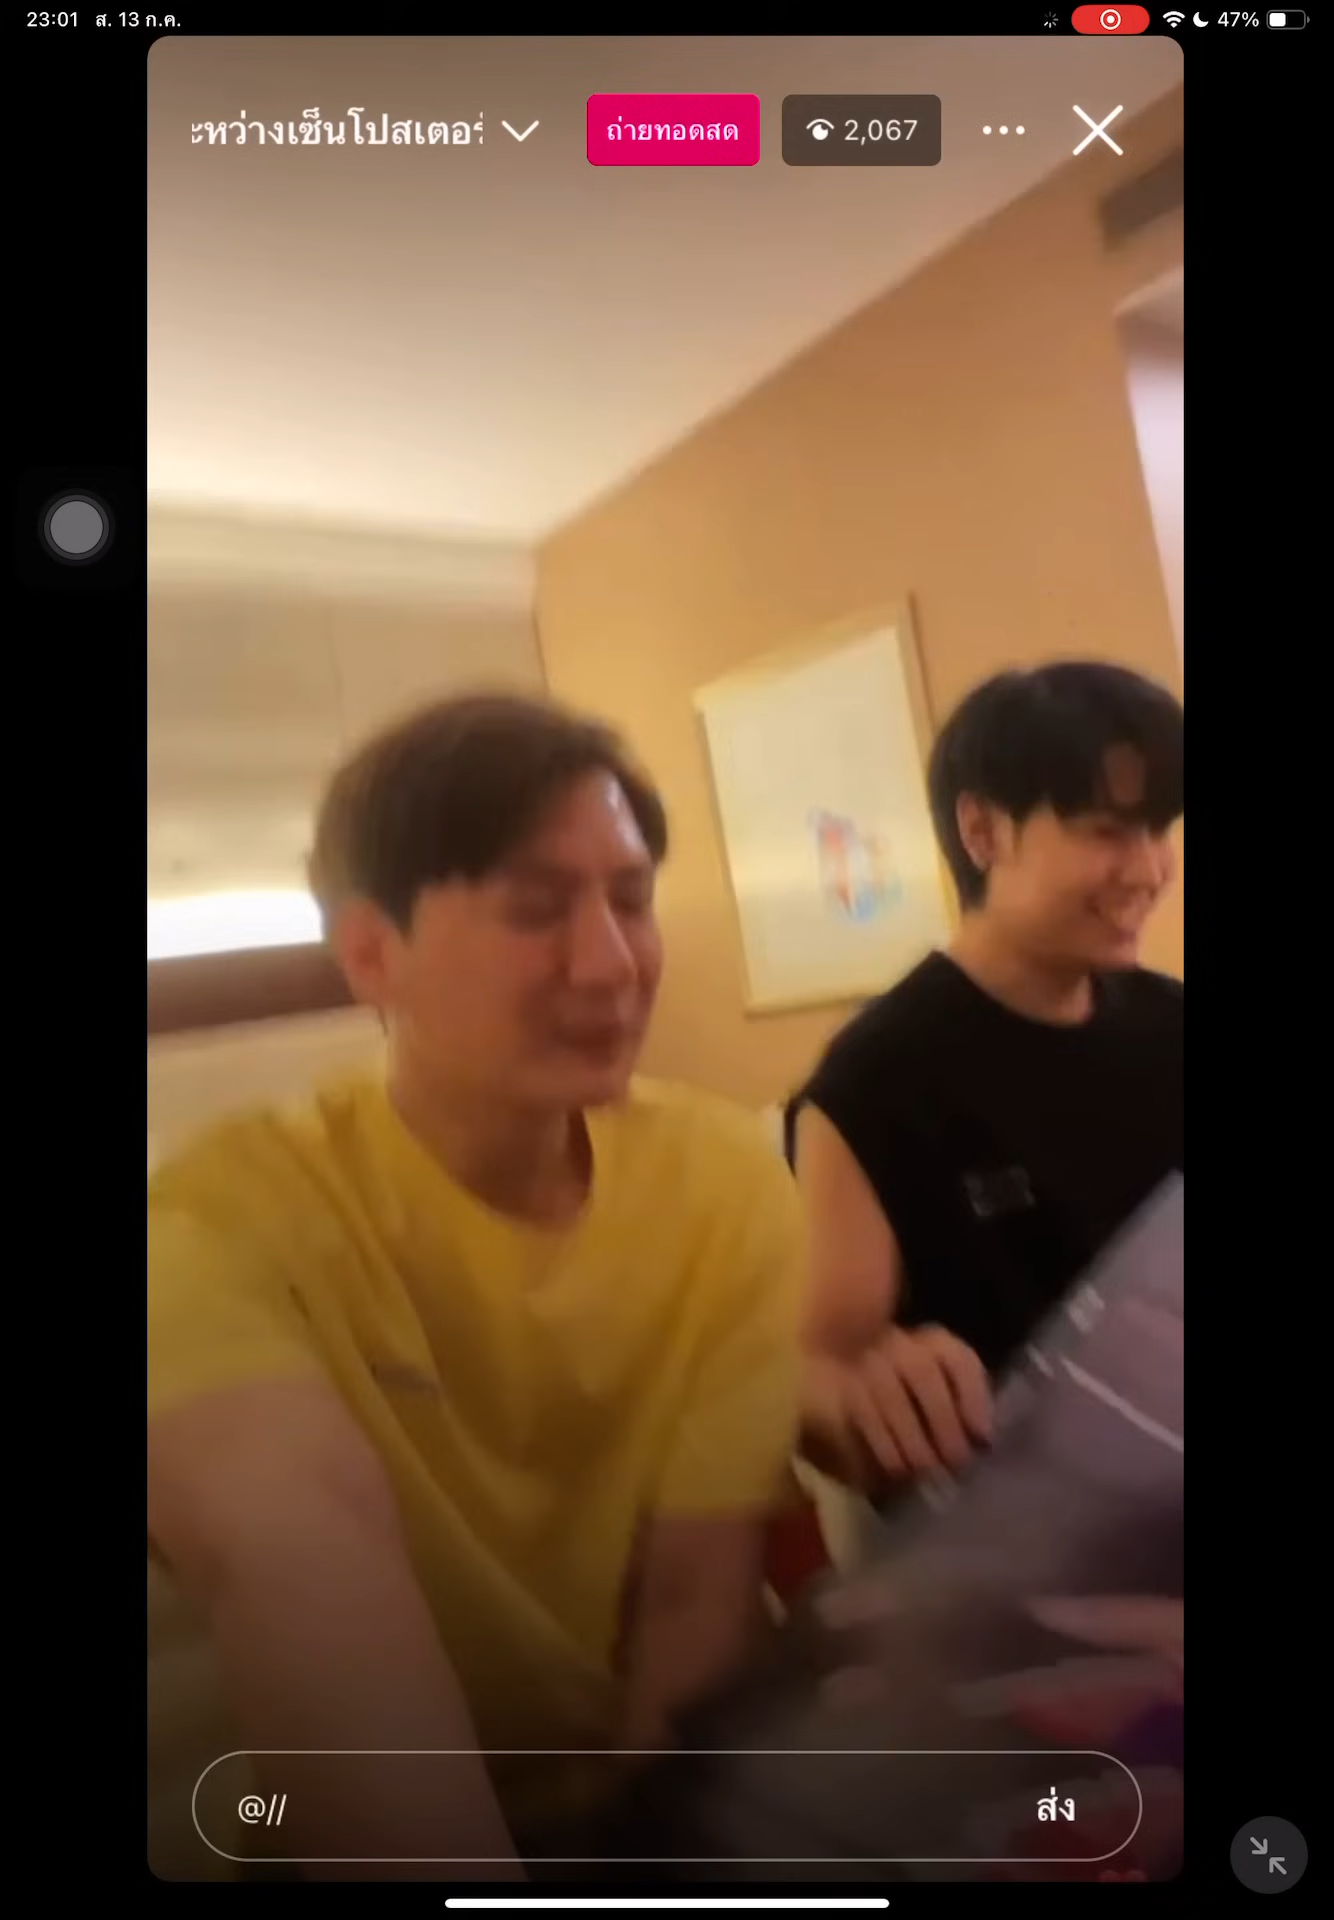 23:01 ส. 13 ก.ค.
47%
ะหว่างเซ็นโปสเตอร์
ถ่ายทอดสด
2,067
@//
ส่ง